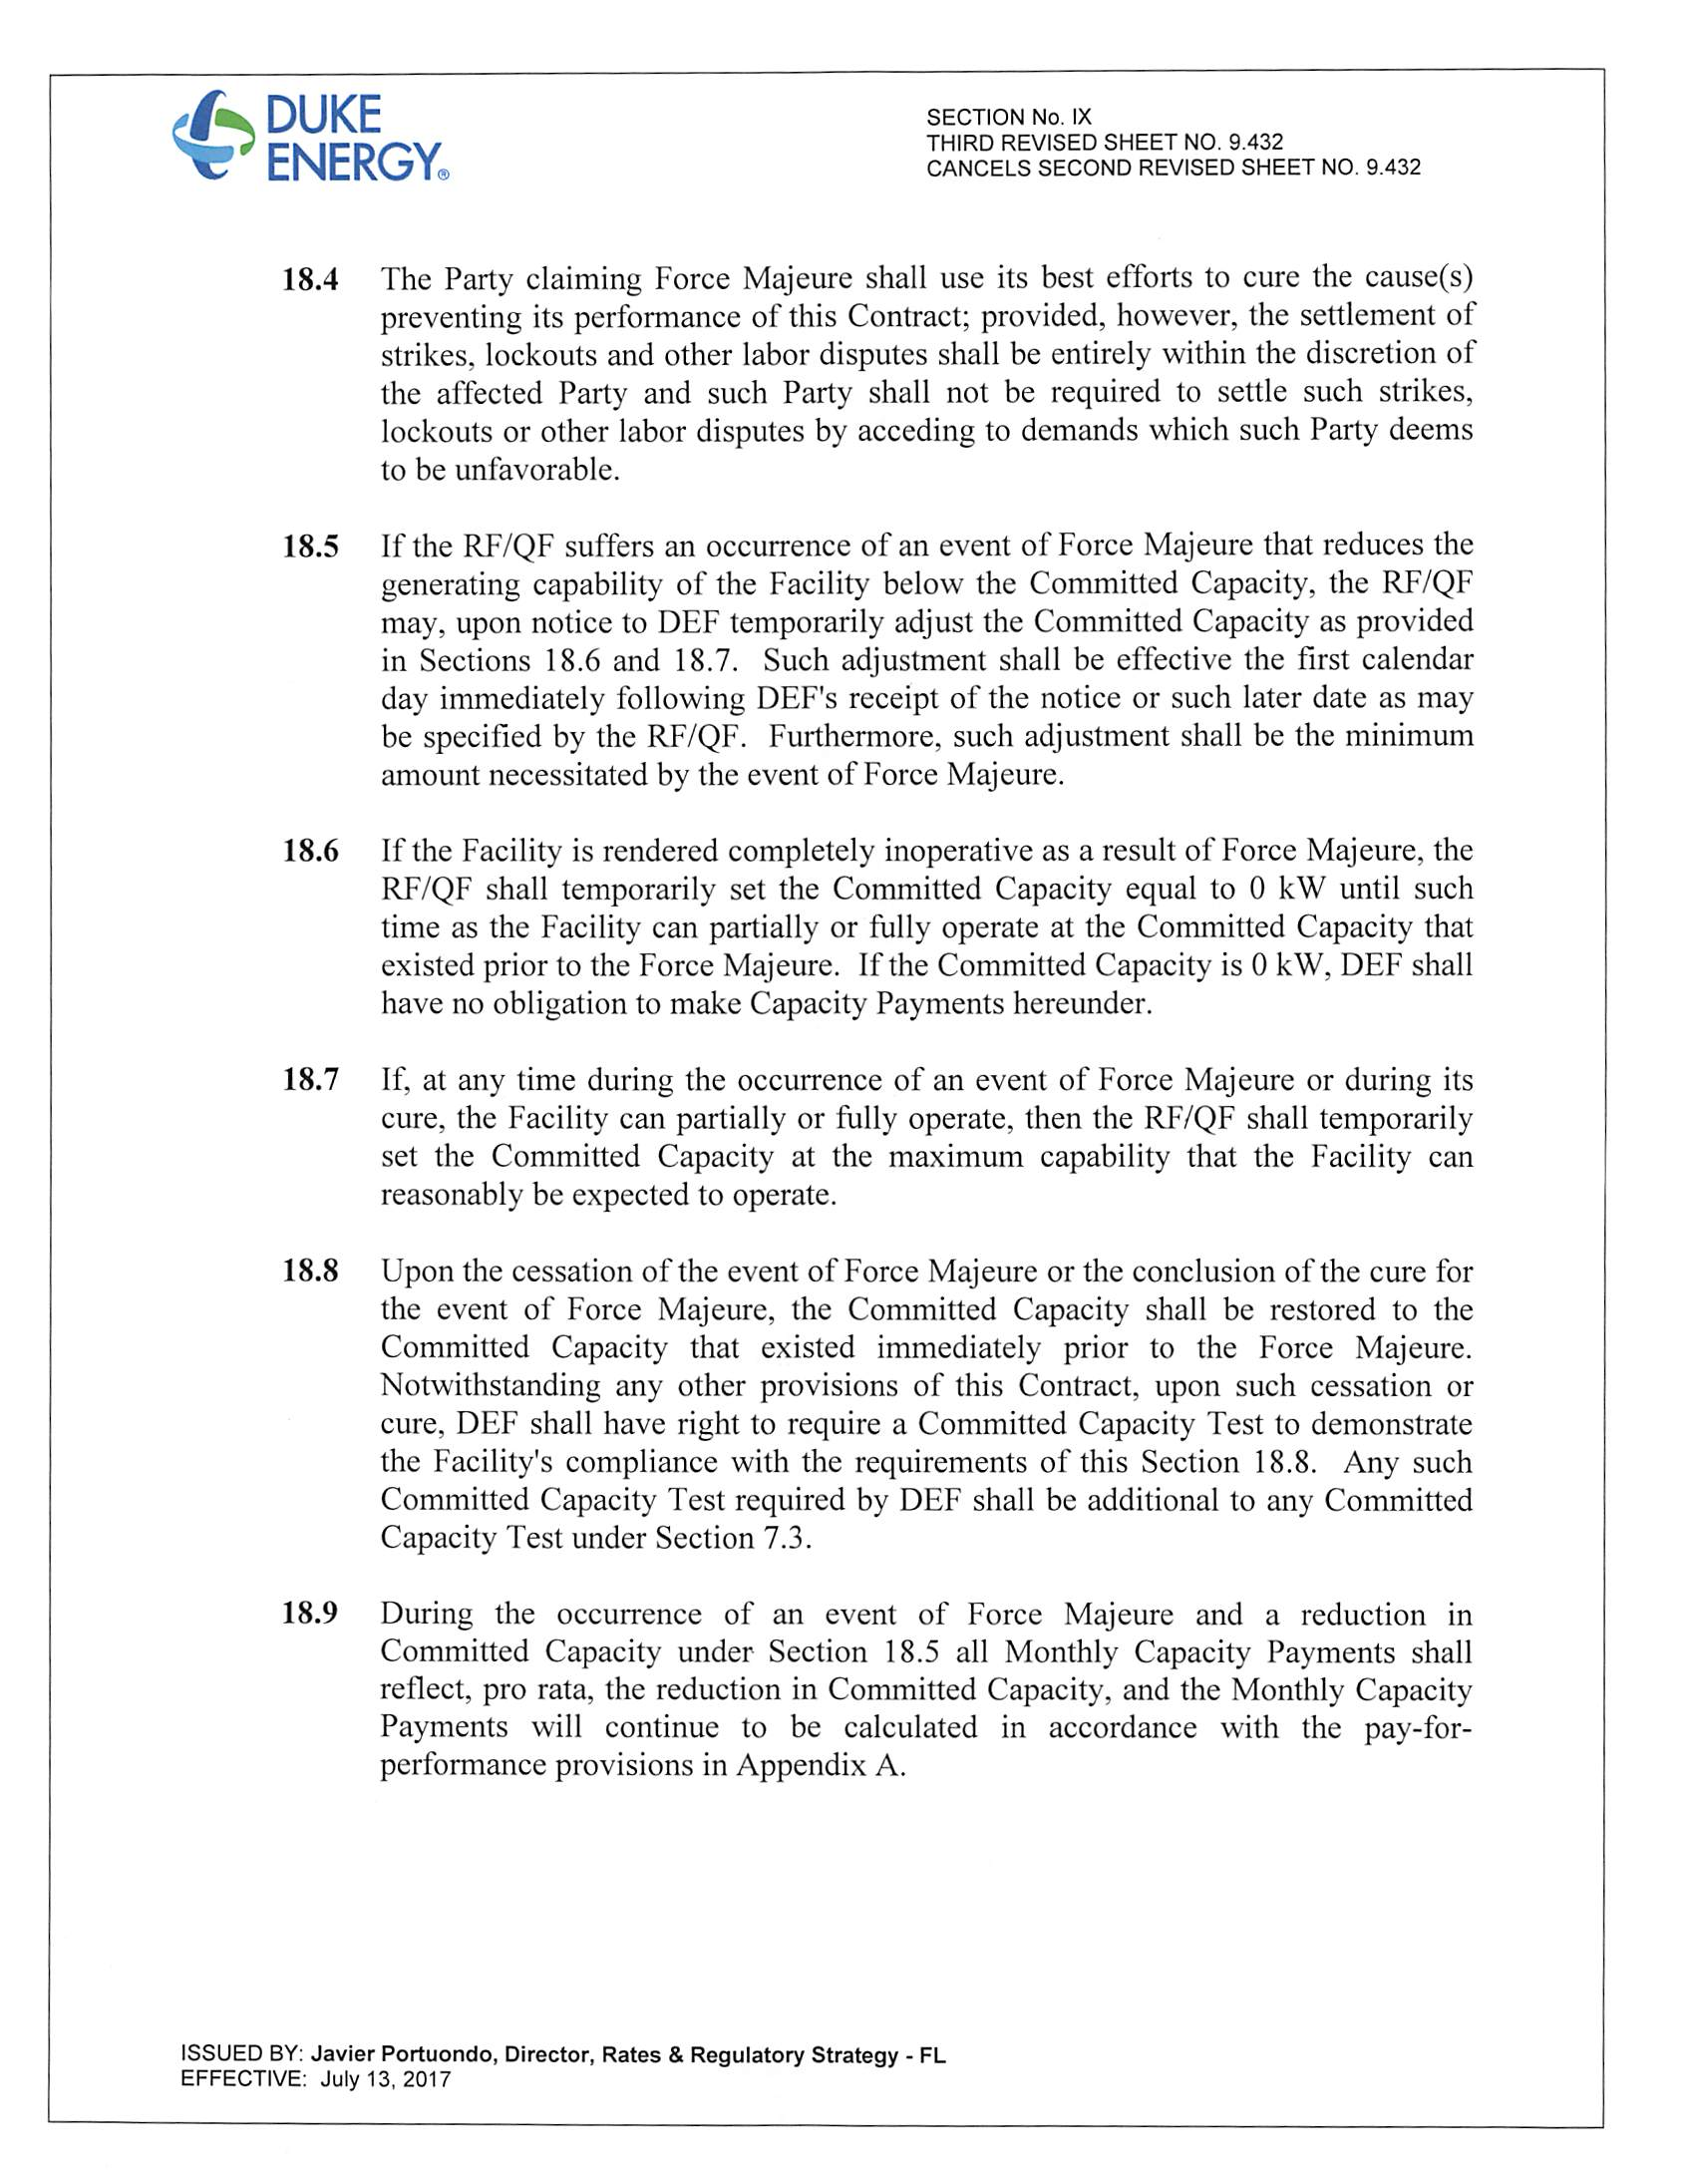 DUKE
ENERGY®
SECTION No. IX
THIRD REVISED SHEET NO. 9.432
CANCELS SECOND REVISED SHEET NO. 9.432
18.4 The Party claiming Force Majeure shall use its best efforts to cure the cause(s)
preventing its performance of this Contract; provided, however, the settlement of
strikes, lockouts and other labor disputes shall be entirely within the discretion of
the affected Party and such Party shall not be required to settle such strikes,
lockouts or other labor disputes by acceding to demands which such Party deems
to be unfavorable.
18.5 If the RF/QF suffers an occurrence of an event of Force Majeure that reduces the
generating capability of the Facility below the Committed Capacity, the RF/QF
may, upon notice to DEF temporarily adjust the Committed Capacity as provided
in Sections 18.6 and 18.7. Such adjustment shall be effective the first calendar
day immediately following DEF's receipt of the notice or such later date as may
be specified by the RF/QF. Furthermore, such adjustment shall be the minimum
amount necessitated by the event of Force Majeure.
18.6 If the Facility is rendered completely inoperative as a result of Force Majeure, the
RF/QF shall temporarily set the Committed Capacity equal to 0 kW until such
time as the Facility can partially or fully operate at the Committed Capacity that
existed prior to the Force Majeure. If the Committed Capacity is 0 kW, DEF shall
have no obligation to make Capacity Payments hereunder.
18.7 If, at any time during the occurrence of an event of Force Majeure or during its
cure, the Facility can partially or fully operate, then the RF/QF shall temporarily
set the Committed Capacity at the maximum capability that the Facility can
reasonably be expected to operate.
18.8 Upon the cessation of the event of Force Majeure or the conclusion of the cure for
the event of Force Majeure, the Committed Capacity shall be restored to the
Committed Capacity that existed immediately prior to the Force Majeure.
Notwithstanding any other provisions of this Contract, upon such cessation or
cure, DEF shall have right to require a Committed Capacity Test to demonstrate
the Facility's compliance with the requirements of this Section 18.8. Any such
Committed Capacity Test required by DEF shall be additional to any Committed
Capacity Test under Section 7.3.
18.9 During the occurrence of an event of Force Majeure and a reduction in
Committed Capacity under Section 18.5 all Monthly Capacity Payments shall
reflect, pro rata, the reduction in Committed Capacity, and the Monthly Capacity
Payments will continue to be calculated in accordance with the pay-for-
performance provisions in Appendix A.
ISSUED BY: Javier Portuondo, Director, Rates & Regulatory Strategy - FL
EFFECTIVE: July 13, 2017